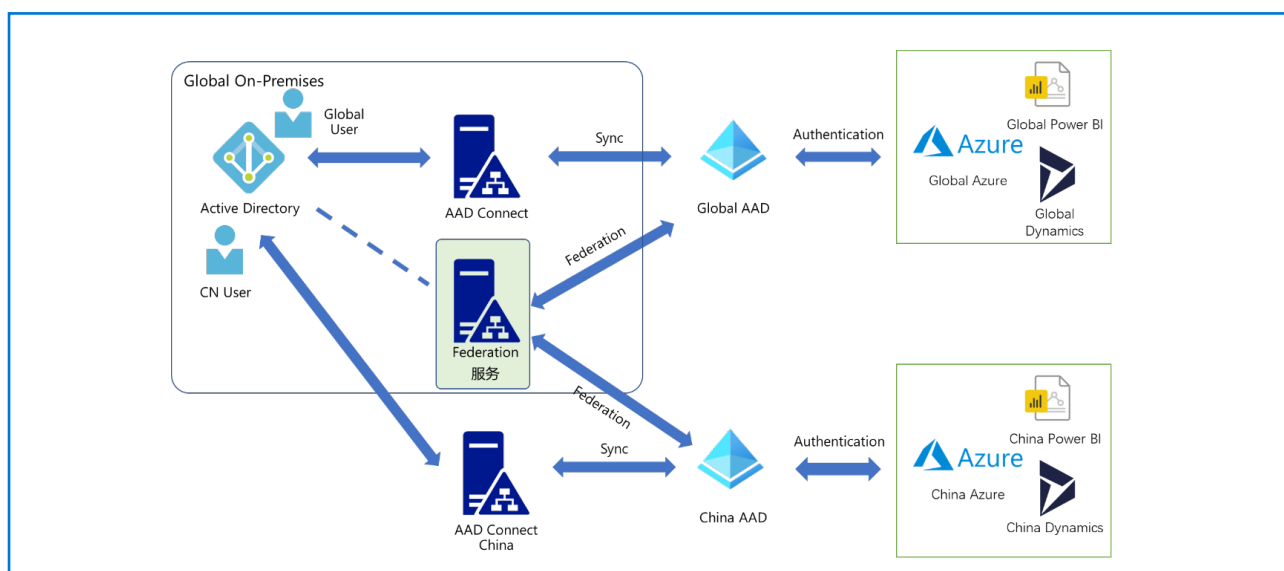 Global On-Premises
Global
User
Active Directory
CN User
AAD Connect
Sync
Global AAD
Authentication
Global Power BI
Azure
Global Azure
Global
Dynamics
Federation
Federation
服务
Federation
AAD Connect
China
Sync
China AAD
Authentication
China Power BI
Azure
China Azure
China Dynamics